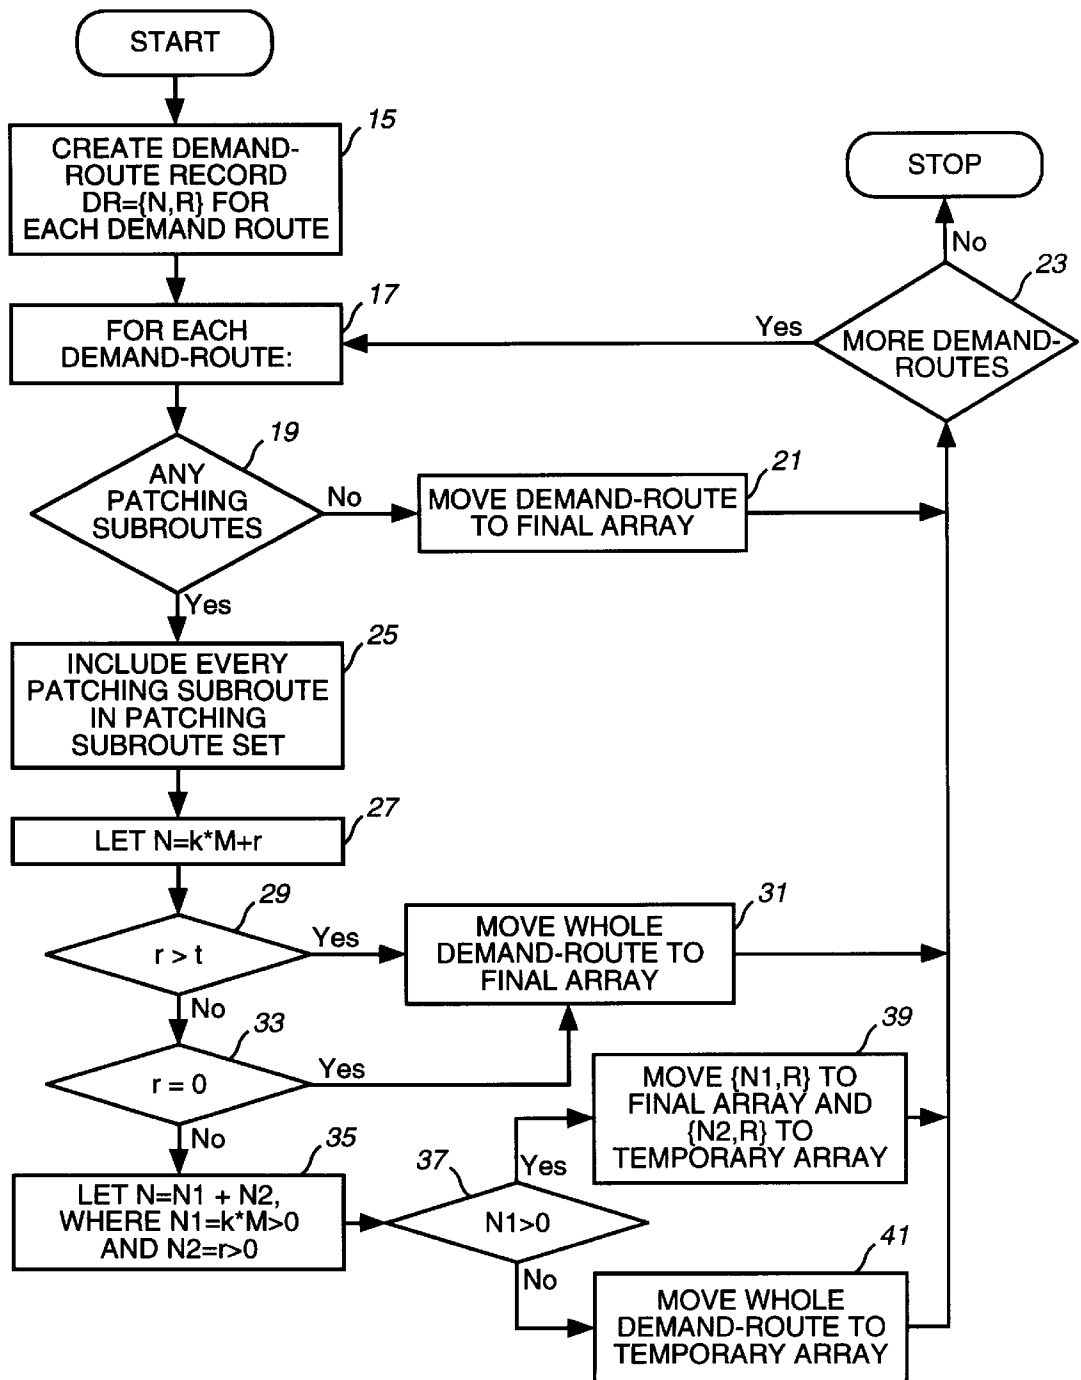 START
15
CREATE DEMAND-
ROUTE RECORD
DR={N,R} FOR
EACH DEMAND ROUTE
STOP
No
23
17
FOR EACH
DEMAND-ROUTE:
Yes
MORE DEMAND-
ROUTES
19
ANY
PATCHING
SUBROUTES
No
21
MOVE DEMAND-ROUTE
TO FINAL ARRAY
Yes
25
INCLUDE EVERY
PATCHING SUBROUTE
IN PATCHING
SUBROUTE SET
27
LET N=k*M+r
29
r > t
Yes
31
MOVE WHOLE
DEMAND-ROUTE TO
FINAL ARRAY
No
33
r = 0
Yes
39
MOVE {N1,R} TO
FINAL ARRAY AND
{N2,R} TO
TEMPORARY ARRAY
No
35
LET N=N1 + N2,
WHERE N1=k*M>0
AND N2=r>0
37
Yes
N1>0
No
41
MOVE WHOLE
DEMAND-ROUTE TO
TEMPORARY ARRAY